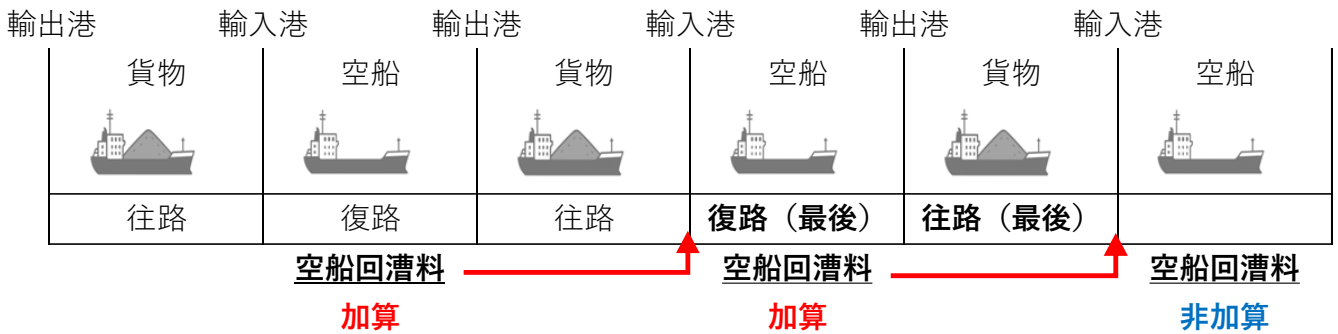 輸出港 輸入港 輸出港 輸入港 輸出港 輸入港
貨物 空船 貨物 空船 貨物 空船
往路 復路 往路 復路（最後） 往路（最後）
空船回漕料 空船回漕料 空船回漕料
加算 加算 非加算